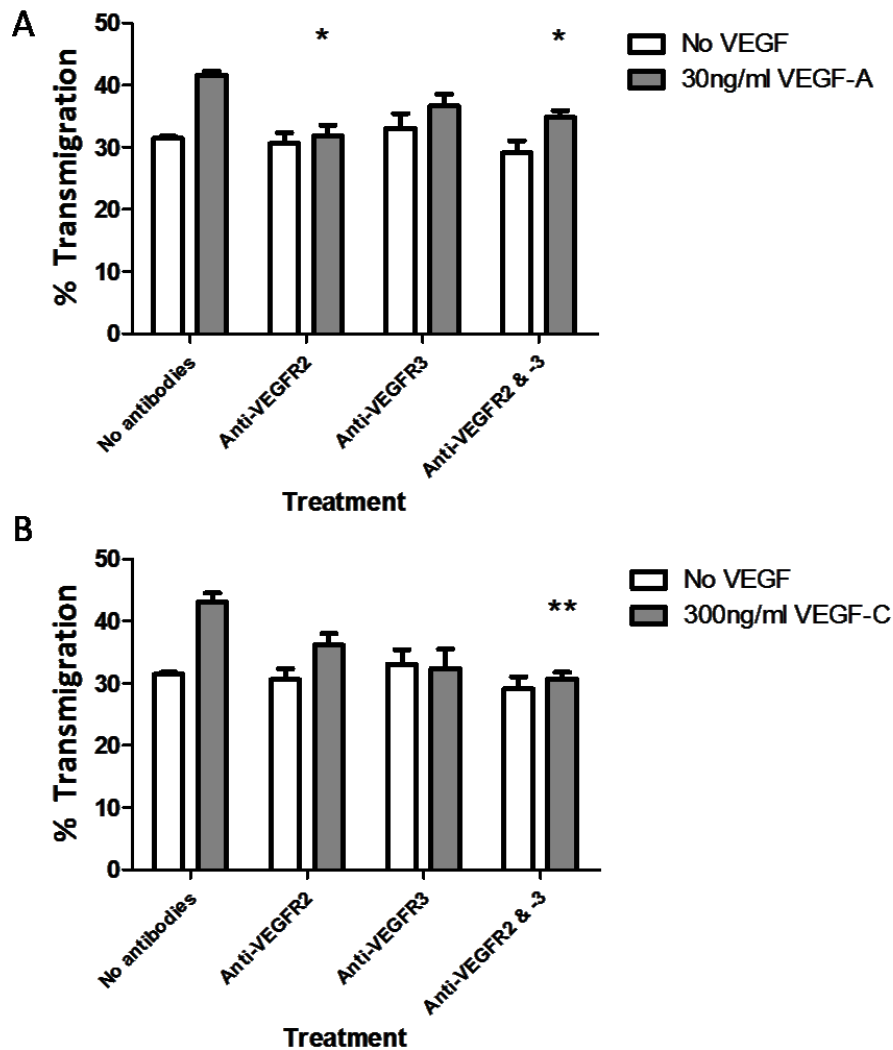 A
50
40
30
20
10
0
% Transmigration
*
*
No VEGF
30ng/ml VEGF-A
No antibodies
Anti-VEGFR2
Anti-VEGFR3
Anti-VEGFR2 & -3
Treatment
B
50
40
30
20
10
0
% Transmigration
**
No VEGF
300ng/ml VEGF-C
No antibodies
Anti-VEGFR2
Anti-VEGFR3
Anti-VEGFR2 & -3
Treatment